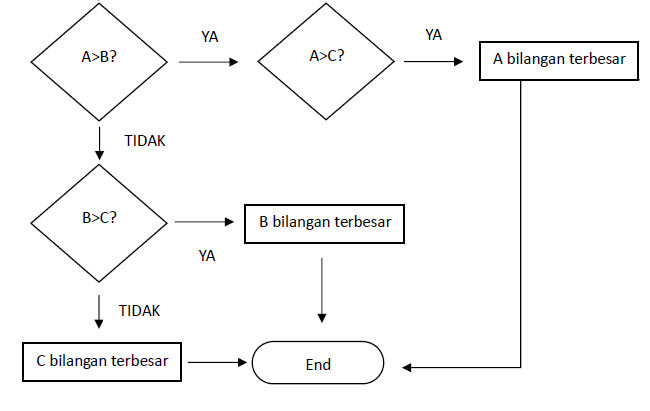 A>B?
YA
A>C?
YA
A bilangan terbesar
TIDAK
B>C?
YA
B bilangan terbesar
TIDAK
C bilangan terbesar
End